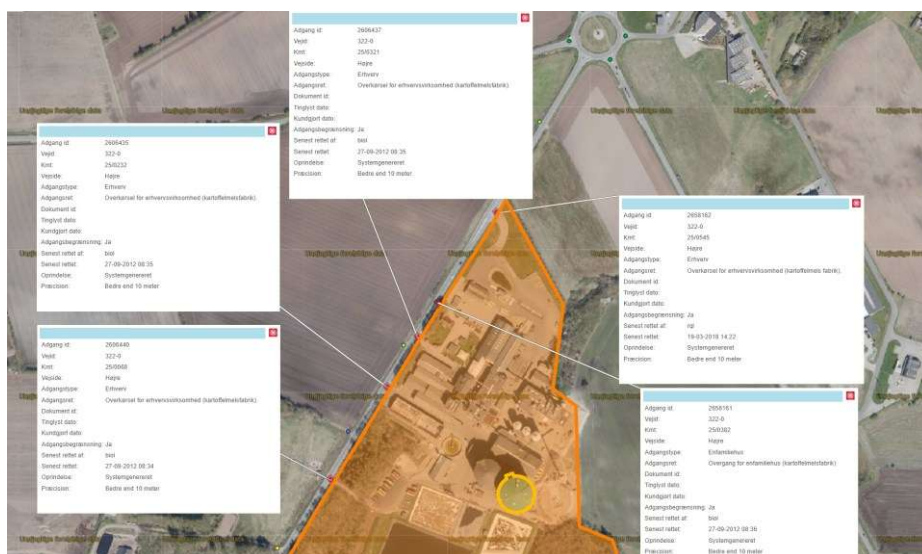 Adgang id: 2606437
Vejid: 322-0
Kmt: 25/0321
Vejside: Højre
Adgangstype: Erhverv
Adgangsret: Overkørsel for erhvervsvirksomhed (kartoffelmelsfabrik)
Dokument id:
Tinglyst dato:
Kundgjort dato:
Adgangsbegrænsning: Ja
Senest rettet af: biol
Senest rettet: 27-09-2012 08:35
Oprindelse: Systemgenereret
Præcision: Bedre end 10 meter
Adgang id: 2606435
Vejid: 322-0
Kmt: 25/0232
Vejside: Højre
Adgangstype: Erhverv
Adgangsret: Overkørsel for erhvervsvirksomhed (kartoffelmelsfabrik)
Dokument id:
Tinglyst dato:
Kundgjort dato:
Adgangsbegrænsning: Ja
Senest rettet af: biol
Senest rettet: 27-09-2012 08:35
Oprindelse: Systemgenereret
Præcision: Bedre end 10 meter
Adgang id: 2658162
Vejid: 322-0
Kmt: 25/0545
Vejside: Højre
Adgangstype: Erhverv
Adgangsret: Overkørsel for erhvervsvirksomhed (kartoffelmels fabrik)
Dokument id:
Tinglyst dato:
Kundgjort dato:
Adgangsbegrænsning: Ja
Senest rettet af:
Senest rettet: 19-03-2018 14:22
Oprindelse: Systemgenereret
Præcision: Bedre end 10 meter
Adgang id: 2606440
Vejid: 322-0
Kmt: 25/0068
Vejside: Højre
Adgangstype: Erhverv
Adgangsret: Overkørsel for erhvervsvirksomhed (kartoffelmelsfabrik)
Dokument id:
Tinglyst dato:
Kundgjort dato:
Adgangsbegrænsning: Ja
Senest rettet af: biol
Senest rettet: 27-09-2012 08:34
Oprindelse: Systemgenereret
Præcision: Bedre end 10 meter
Adgang id: 2658161
Vejid: 322-0
Kmt: 25/0382
Vejside: Højre
Adgangstype: Enfamiliehus
Adgangsret: Overgang for enfamiliehus (kartoffelmelsfabrik)
Dokument id:
Tinglyst dato:
Kundgjort dato:
Adgangsbegrænsning: Ja
Senest rettet af: biol
Senest rettet: 27-09-2012 08:36
Oprindelse: Systemgenereret
Præcision: Bedre end 10 meter